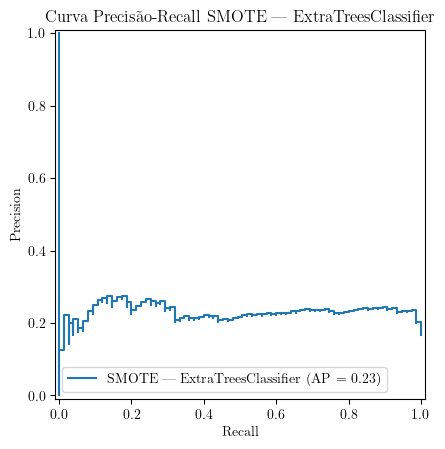 Curva Precisão-Recall SMOTE — ExtraTreesClassifier
1.0
0.8
0.6
0.4
0.2
0.0
Precision
SMOTE — ExtraTreesClassifier (AP = 0.23)
0.0 0.2 0.4 0.6 0.8 1.0
Recall